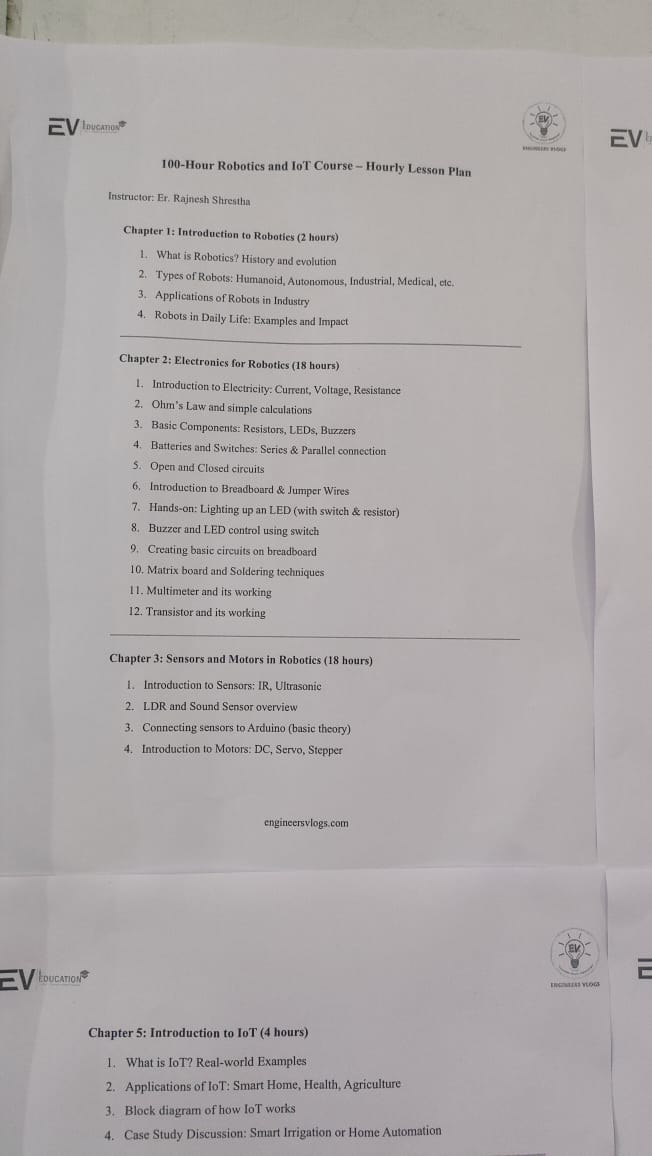 EV EDUCATION
EV
ENGINEERS VLOGS
EV
100-Hour Robotics and IoT Course – Hourly Lesson Plan
Instructor: Er. Rajnesh Shrestha
Chapter 1: Introduction to Robotics (2 hours)
1. What is Robotics? History and evolution
2. Types of Robots: Humanoid, Autonomous, Industrial, Medical, etc.
3. Applications of Robots in Industry
4. Robots in Daily Life: Examples and Impact
Chapter 2: Electronics for Robotics (18 hours)
1. Introduction to Electricity: Current, Voltage, Resistance
2. Ohm's Law and simple calculations
3. Basic Components: Resistors, LEDs, Buzzers
4. Batteries and Switches: Series & Parallel connection
5. Open and Closed circuits
6. Introduction to Breadboard & Jumper Wires
7. Hands-on: Lighting up an LED (with switch & resistor)
8. Buzzer and LED control using switch
9. Creating basic circuits on breadboard
10. Matrix board and Soldering techniques
11. Multimeter and its working
12. Transistor and its working
Chapter 3: Sensors and Motors in Robotics (18 hours)
1. Introduction to Sensors: IR, Ultrasonic
2. LDR and Sound Sensor overview
3. Connecting sensors to Arduino (basic theory)
4. Introduction to Motors: DC, Servo, Stepper
engineersvlogs.com
EV EDUCATION
EV
ENGINEERS VLOGS
Chapter 5: Introduction to IoT (4 hours)
1. What is IoT? Real-world Examples
2. Applications of IoT: Smart Home, Health, Agriculture
3. Block diagram of how IoT works
4. Case Study Discussion: Smart Irrigation or Home Automation